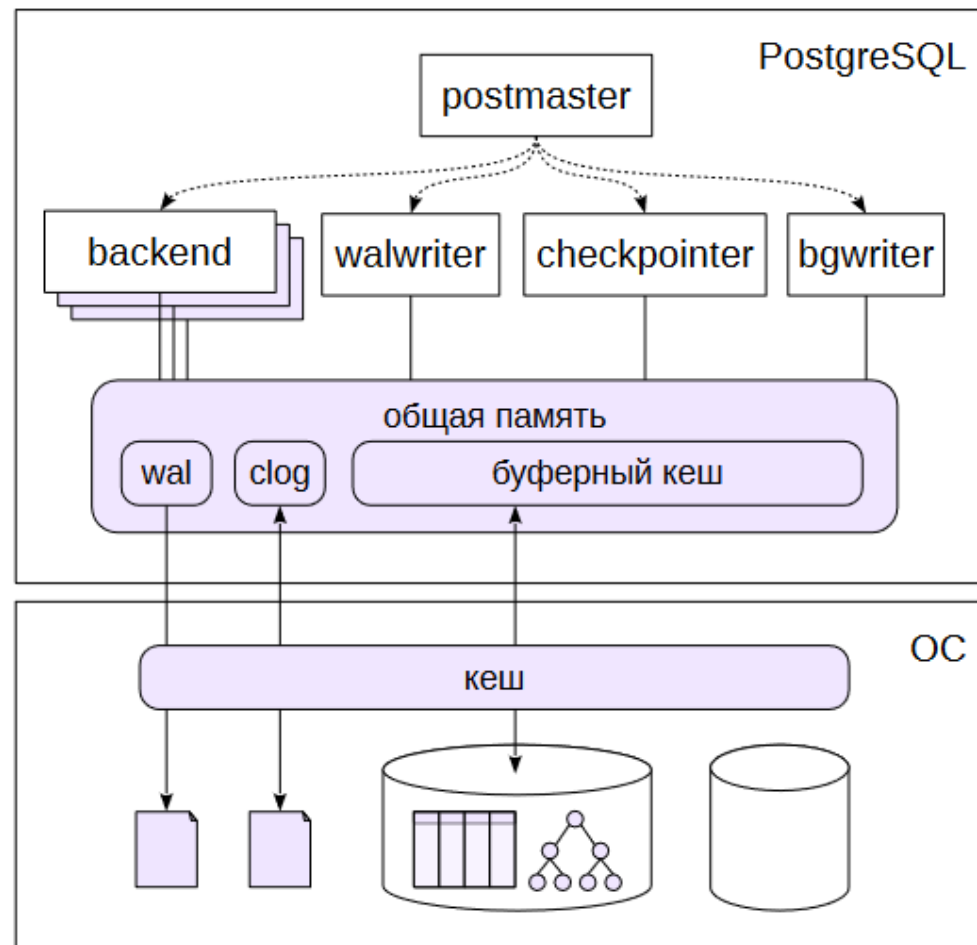 PostgreSQL
postmaster
backend
walwriter
checkpointer
bgwriter
общая память
wal
clog
буферный кеш
ОС
кеш